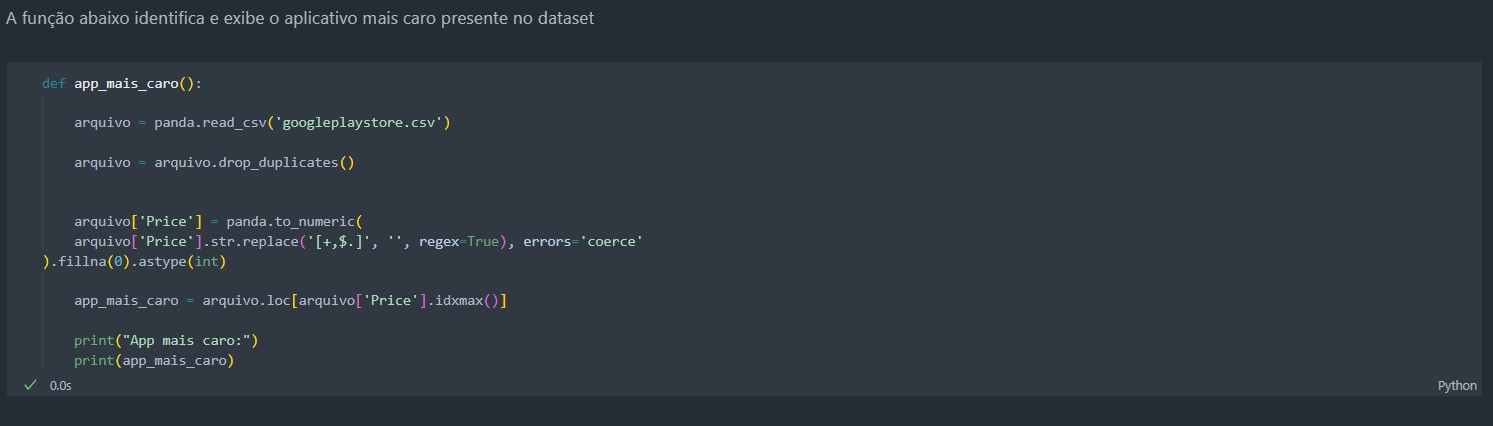 A função abaixo identifica e exibe o aplicativo mais caro presente no dataset
def app_mais_caro():
arquivo = panda.read_csv('googleplaystore.csv')
arquivo = arquivo.drop_duplicates()
arquivo['Price'] = panda.to_numeric(
arquivo['Price'].str.replace('[+,$.]', '', regex=True), errors='coerce'
).fillna(0).astype(int)
app_mais_caro = arquivo.loc[arquivo['Price'].idxmax()]
print("App mais caro:")
print(app_mais_caro)
0.0s
Python